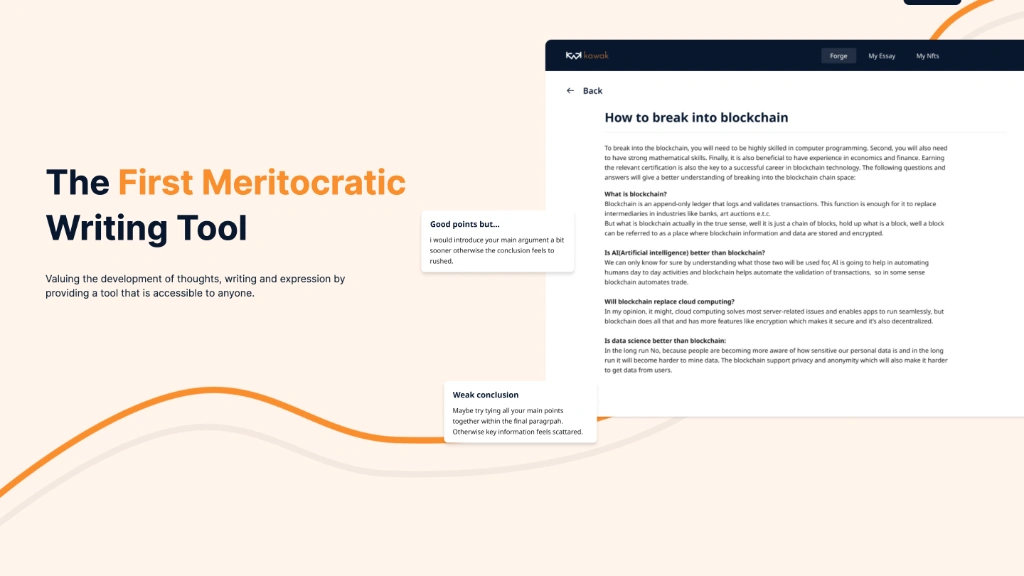 The First Meritocratic
Writing Tool
Valuing the development of thoughts, writing and expression by
providing a tool that is accessible to anyone.
kawak
Forge
My Essay
My Nfts
← Back
How to break into blockchain
To break into the blockchain, you will need to be highly skilled in computer programming. Second, you will also need
to have strong mathematical skills. Finally, it is also beneficial to have experience in economics and finance. Earning
the relevant certification is also the key to a successful career in blockchain technology. The following questions and
answers will give a better understanding of breaking into the blockchain chain space:
What is blockchain?
Blockchain is an append-only ledger that logs and validates transactions. This function is enough for it to replace
intermediaries in industries like banks, art auctions e.t.c.
But what is blockchain actually in the true sense, well it is just a chain of blocks, hold up what is a block, well a block
can be referred to as a place where blockchain information and data are stored and encrypted.
Is AI(Artificial intelligence) better than blockchain?
We can only know for sure by understanding what those two will be used for, AI is going to help in automating
humans day to day activities and blockchain helps automate the validation of transactions, so in some sense
blockchain automates trade.
Will blockchain replace cloud computing?
In my opinion, it might, cloud computing solves most server-related issues and enables apps to run seamlessly, but
blockchain does all that and has more features like encryption which makes it secure and it's also decentralized.
Is data science better than blockchain:
In the long run No, because people are becoming more aware of how sensitive our personal data is and in the long
run it will become harder to mine data. The blockchain support privacy and anonymity which will also make it harder
to get data from users.
Good points but...
I would introduce your main argument a bit
sooner otherwise the conclusion feels to
rushed.
Weak conclusion
Maybe try tying all your main points
together within the final paragrpah.
Otherwise key information feels scattared.